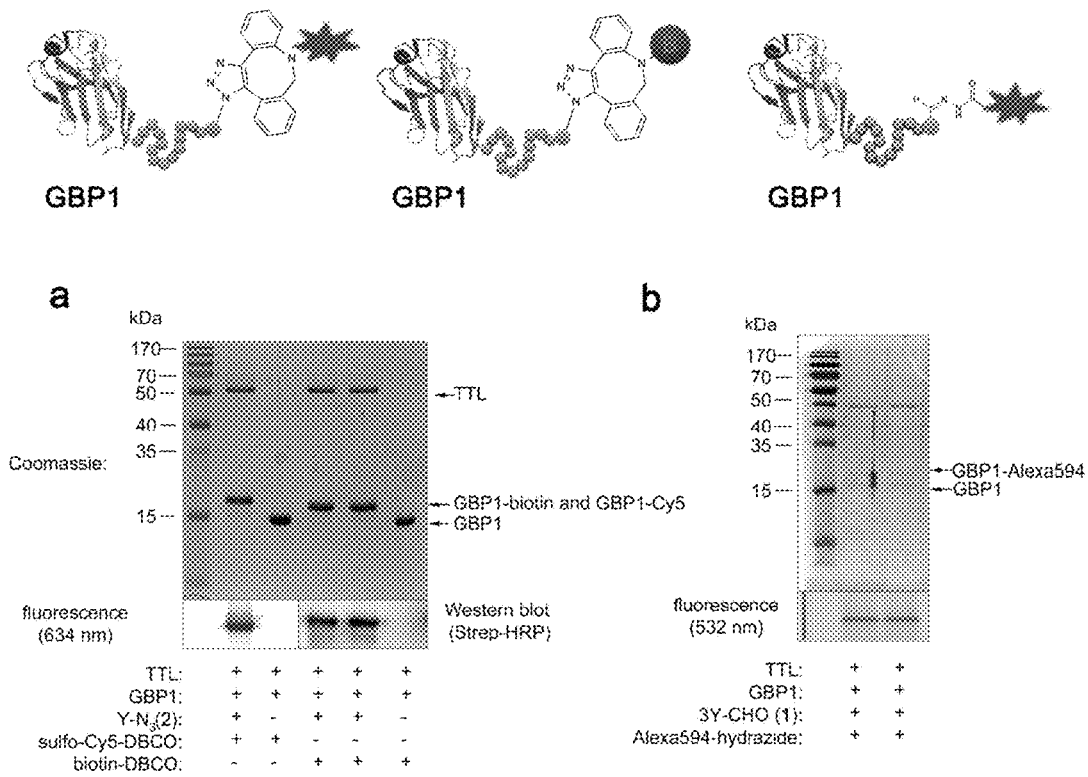 GBP1 GBP1 GBP1
a
kDa
170
70
50
40
35
15
Coomassie:
TTL
GBP1-biotin and GBP1-Cy5
GBP1
fluorescence
(634 nm)
Western blot
(Strep-HRP)
TTL: + + + + +
GBP1: + + + + +
Y-N3(2): + - + + -
sulfo-Cy5-DBCO: + + - - -
biotin-DBCO: - - + + +
b
kDa
170
70
50
40
35
15
GBP1-Alexa594
GBP1
fluorescence
(532 nm)
TTL: + +
GBP1: + +
3Y-CHO (1): + +
Alexa594-hydrazide: + +